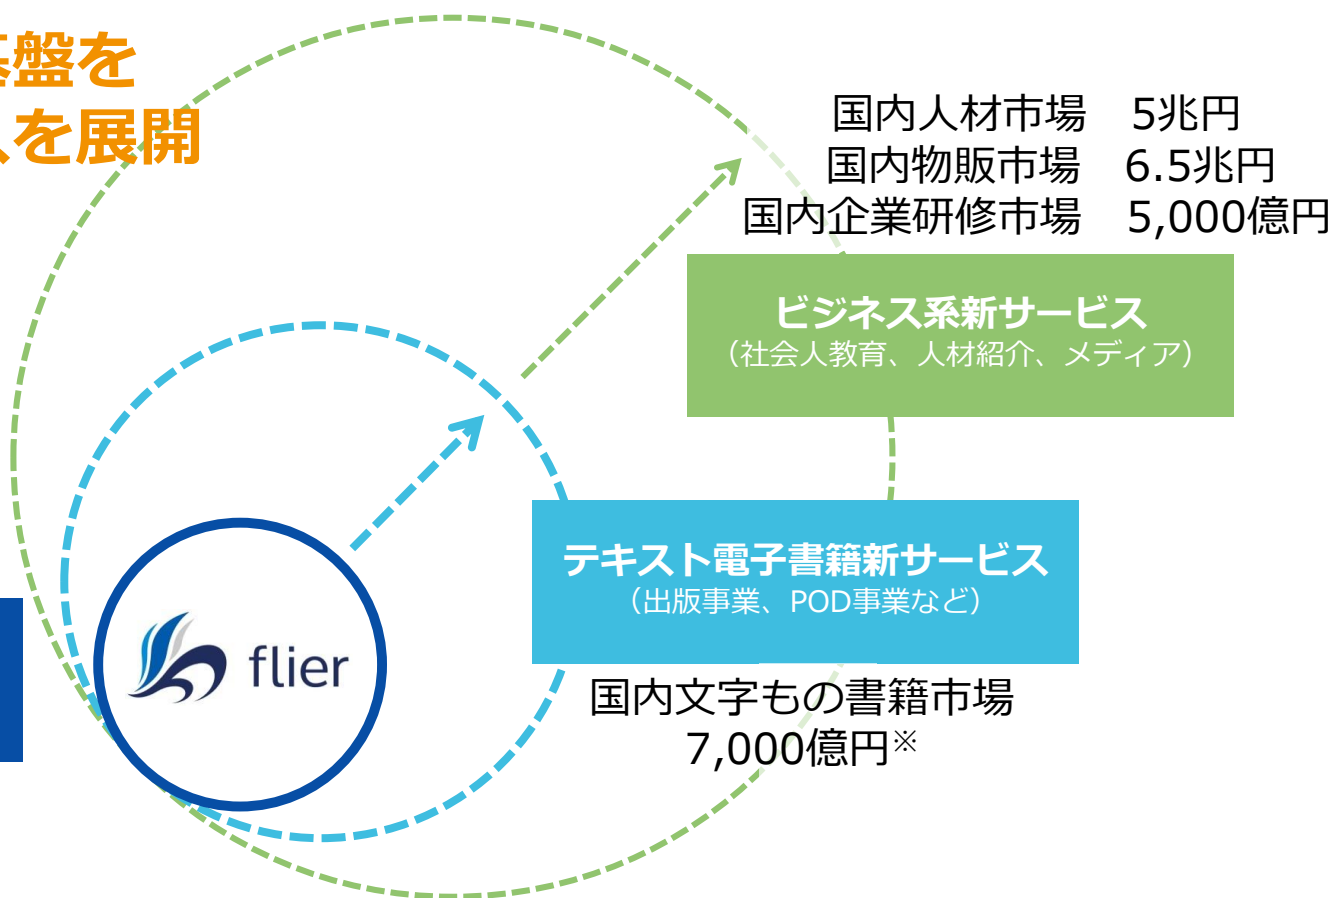 基盤を
を展開
国内人材市場　5兆円
国内物販市場　6.5兆円
国内企業研修市場　5,000億円
ビジネス系新サービス
（社会人教育、人材紹介、メディア）
テキスト電子書籍新サービス
（出版事業、POD事業など）
flier
国内文字もの書籍市場
7,000億円※